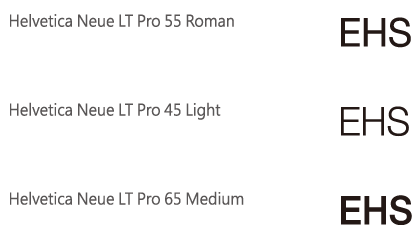 Helvetica Neue LT Pro 55 Roman EHS
Helvetica Neue LT Pro 45 Light EHS
Helvetica Neue LT Pro 65 Medium EHS